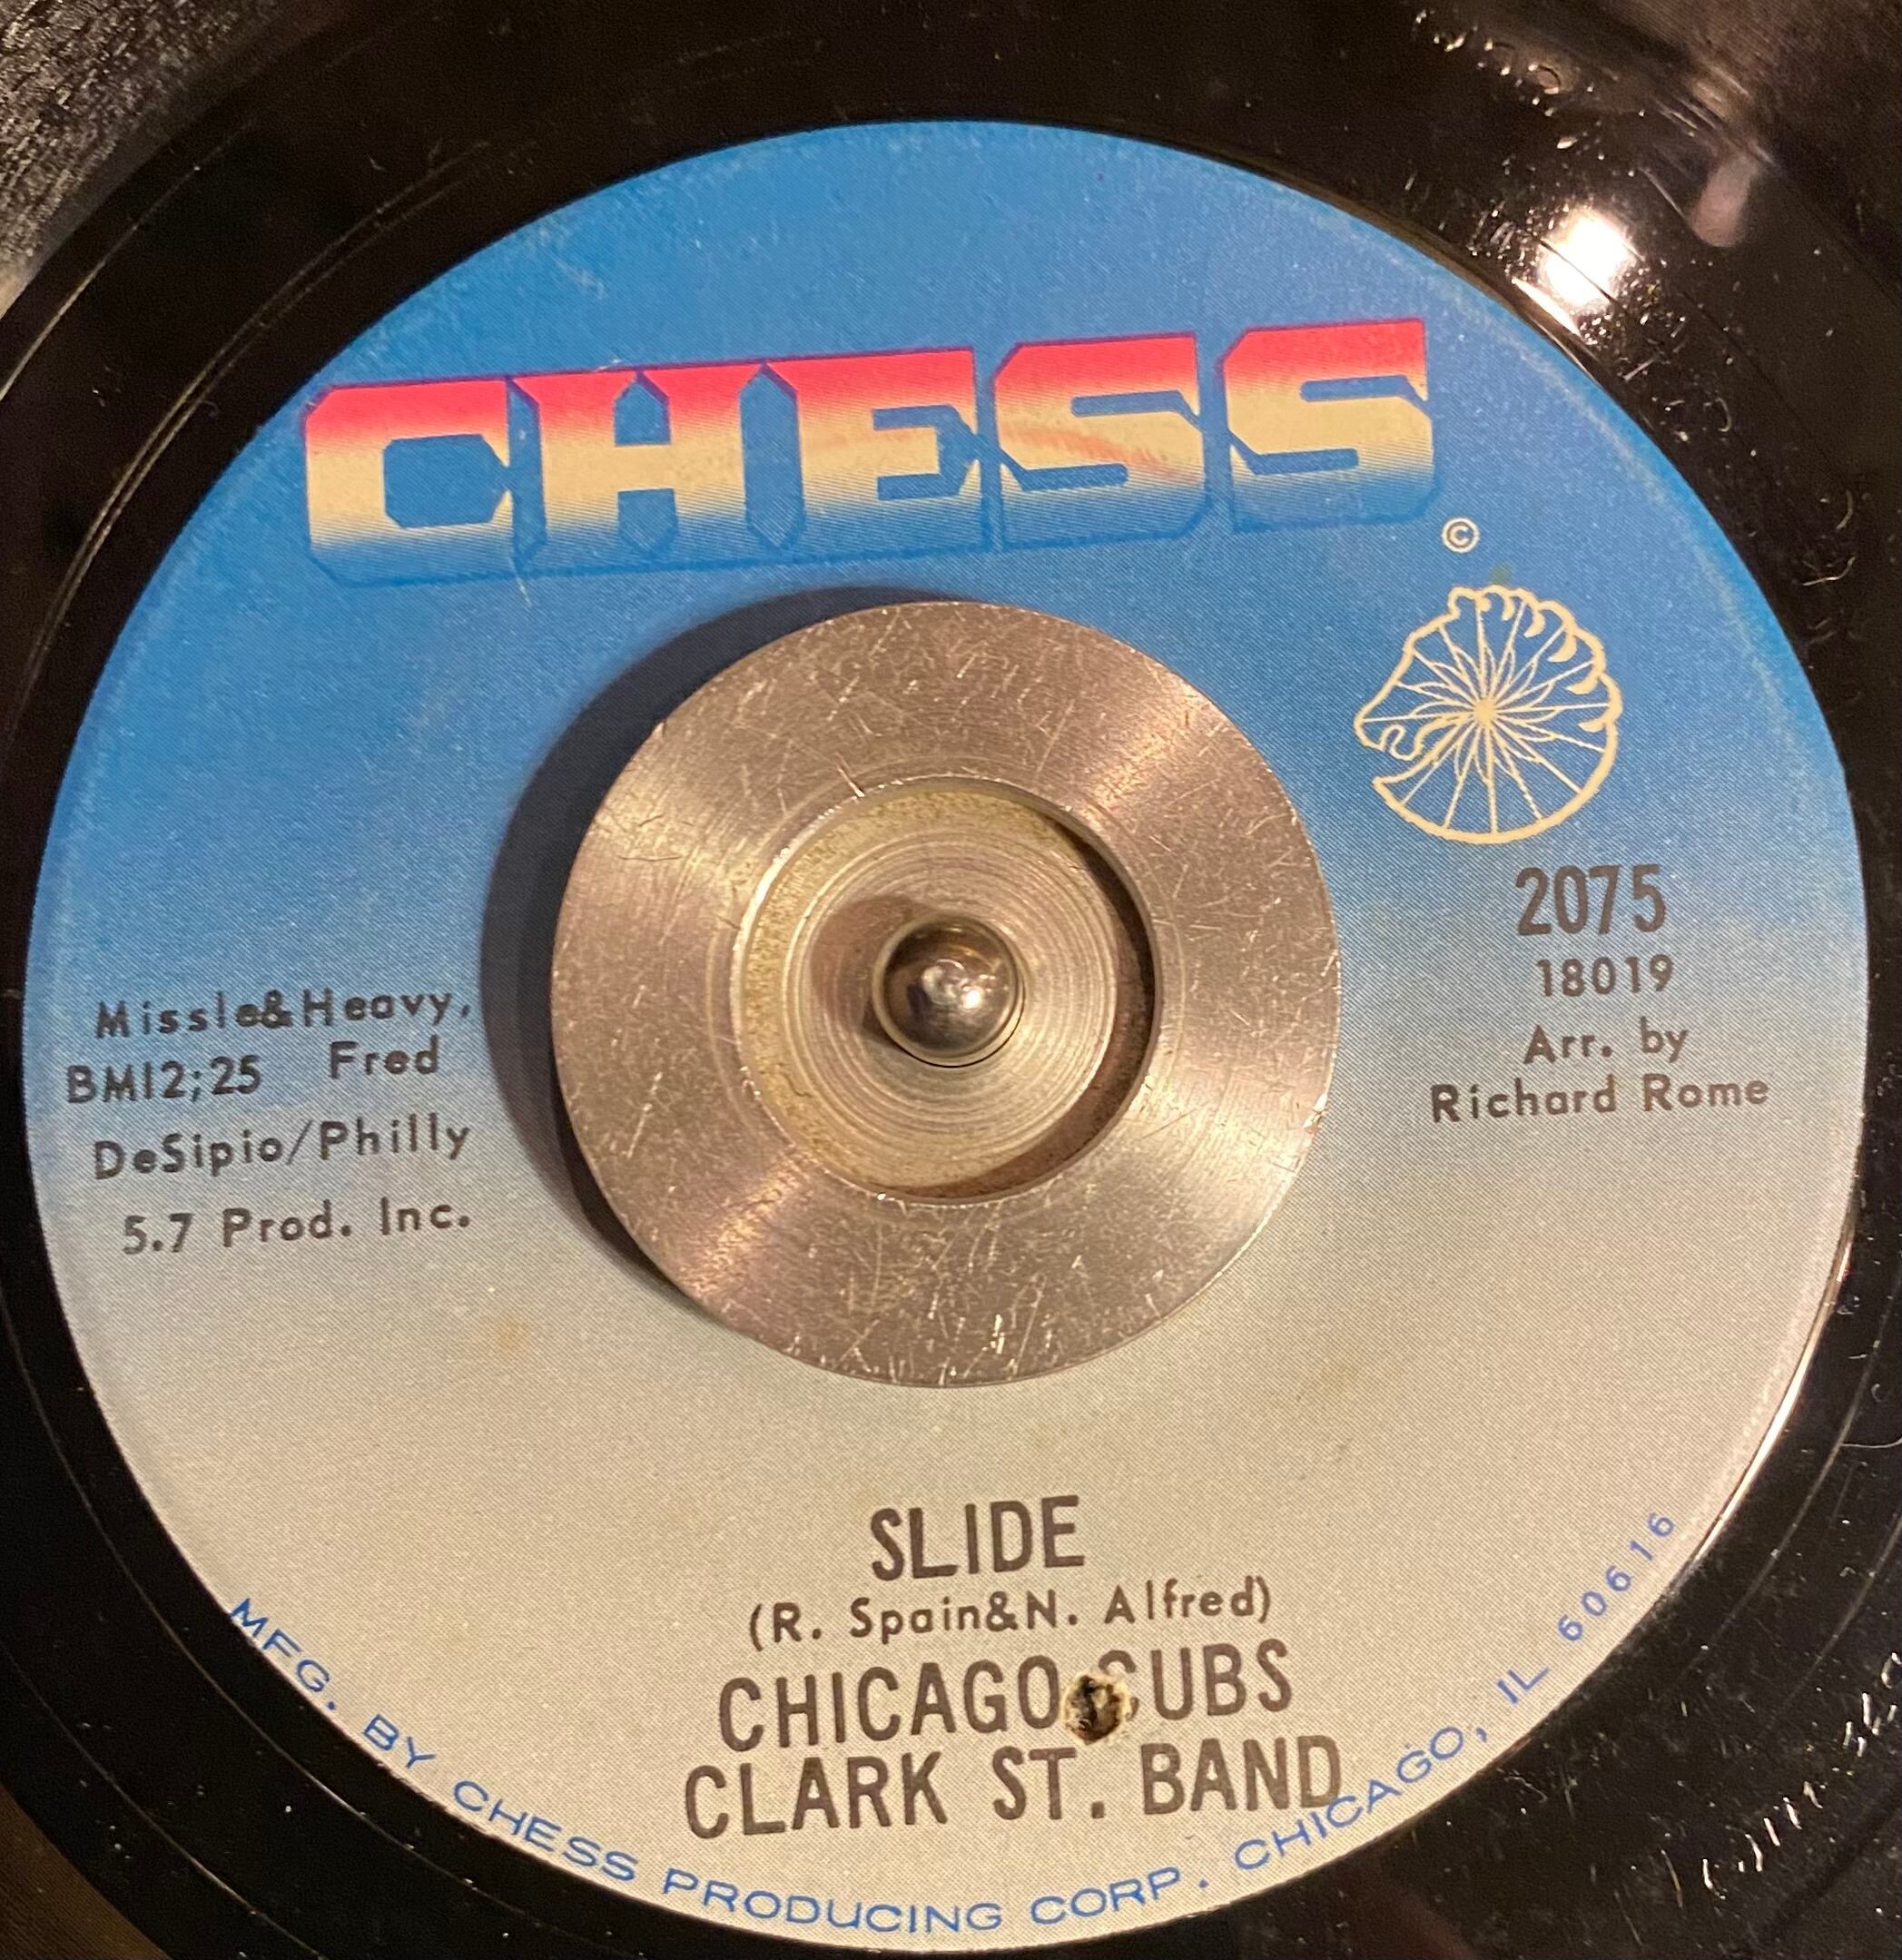 CHESS
©
2075
18019
Arr. by
Richard Rome
Missle&Heavy,
BMI2;25 Fred
DeSipio/Philly
5.7 Prod. Inc.
SLIDE
(R. Spain&N. Alfred)
CHICAGO CUBS
CLARK ST. BAND
MFG. BY CHESS PRODUCING CORP. CHICAGO, IL 60616